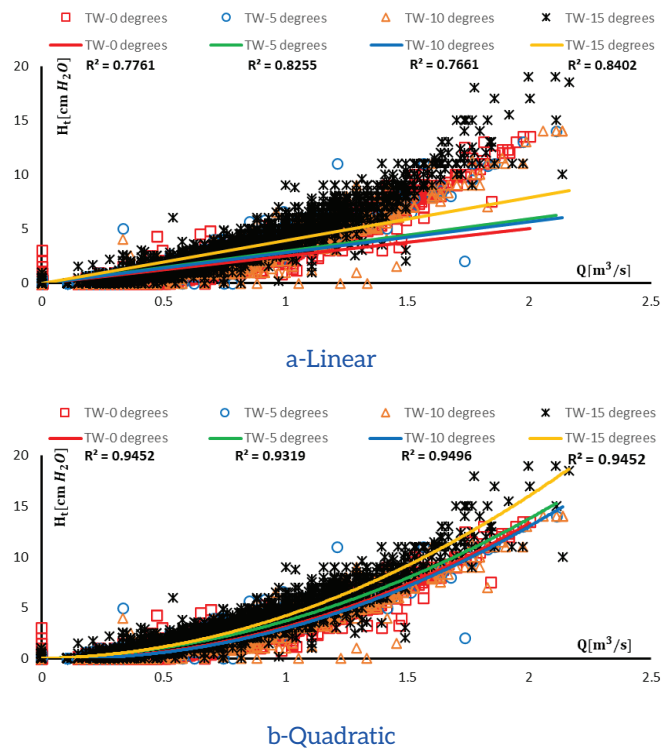 TW-0 degrees TW-5 degrees TW-10 degrees TW-15 degrees
TW-0 degrees TW-5 degrees TW-10 degrees TW-15 degrees
R² = 0.7761 R² = 0.8255 R² = 0.7661 R² = 0.8402
H_t[cm H_2O]
20
15
10
5
0
Q[m³/s]
0 0.5 1 1.5 2 2.5
a-Linear
TW-0 degrees TW-5 degrees TW-10 degrees TW-15 degrees
TW-0 degrees TW-5 degrees TW-10 degrees TW-15 degrees
R² = 0.9452 R² = 0.9319 R² = 0.9496 R² = 0.9452
H_t[cm H_2O]
20
15
10
5
0
Q[m³/s]
0 0.5 1 1.5 2 2.5
b-Quadratic